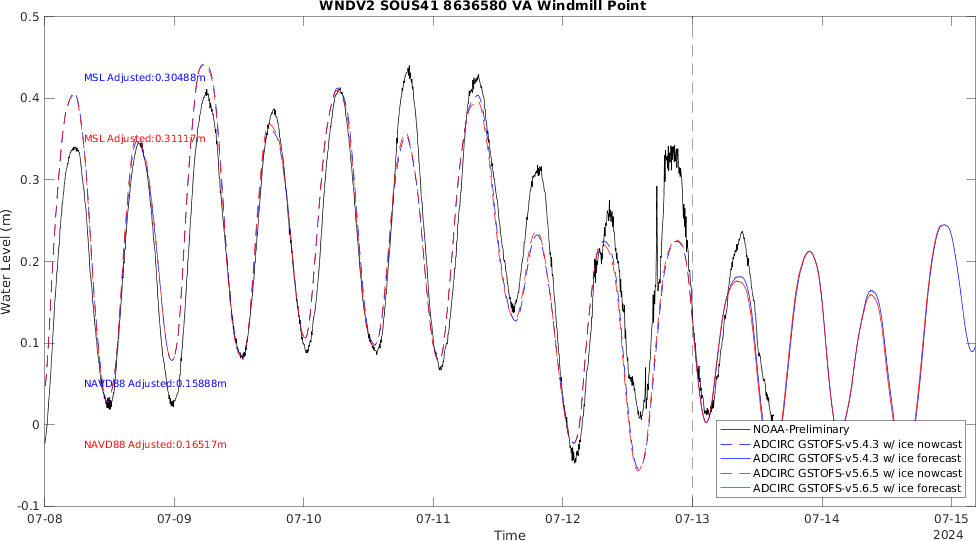 WNDV2 SOUS41 8636580 VA Windmill Point
0.5
0.4
0.3
0.2
0.1
0
-0.1
Water Level (m)
MSL Adjusted:0.30488m
MSL Adjusted:0.31117m
NAVD88 Adjusted:0.15888m
NAVD88 Adjusted:0.16517m
NOAA-Preliminary
ADCIRC GSTOFS-v5.4.3 w/ ice nowcast
ADCIRC GSTOFS-v5.4.3 w/ ice forecast
ADCIRC GSTOFS-v5.6.5 w/ ice nowcast
ADCIRC GSTOFS-v5.6.5 w/ ice forecast
07-08 07-09 07-10 07-11 07-12 07-13 07-14 07-15
Time
2024